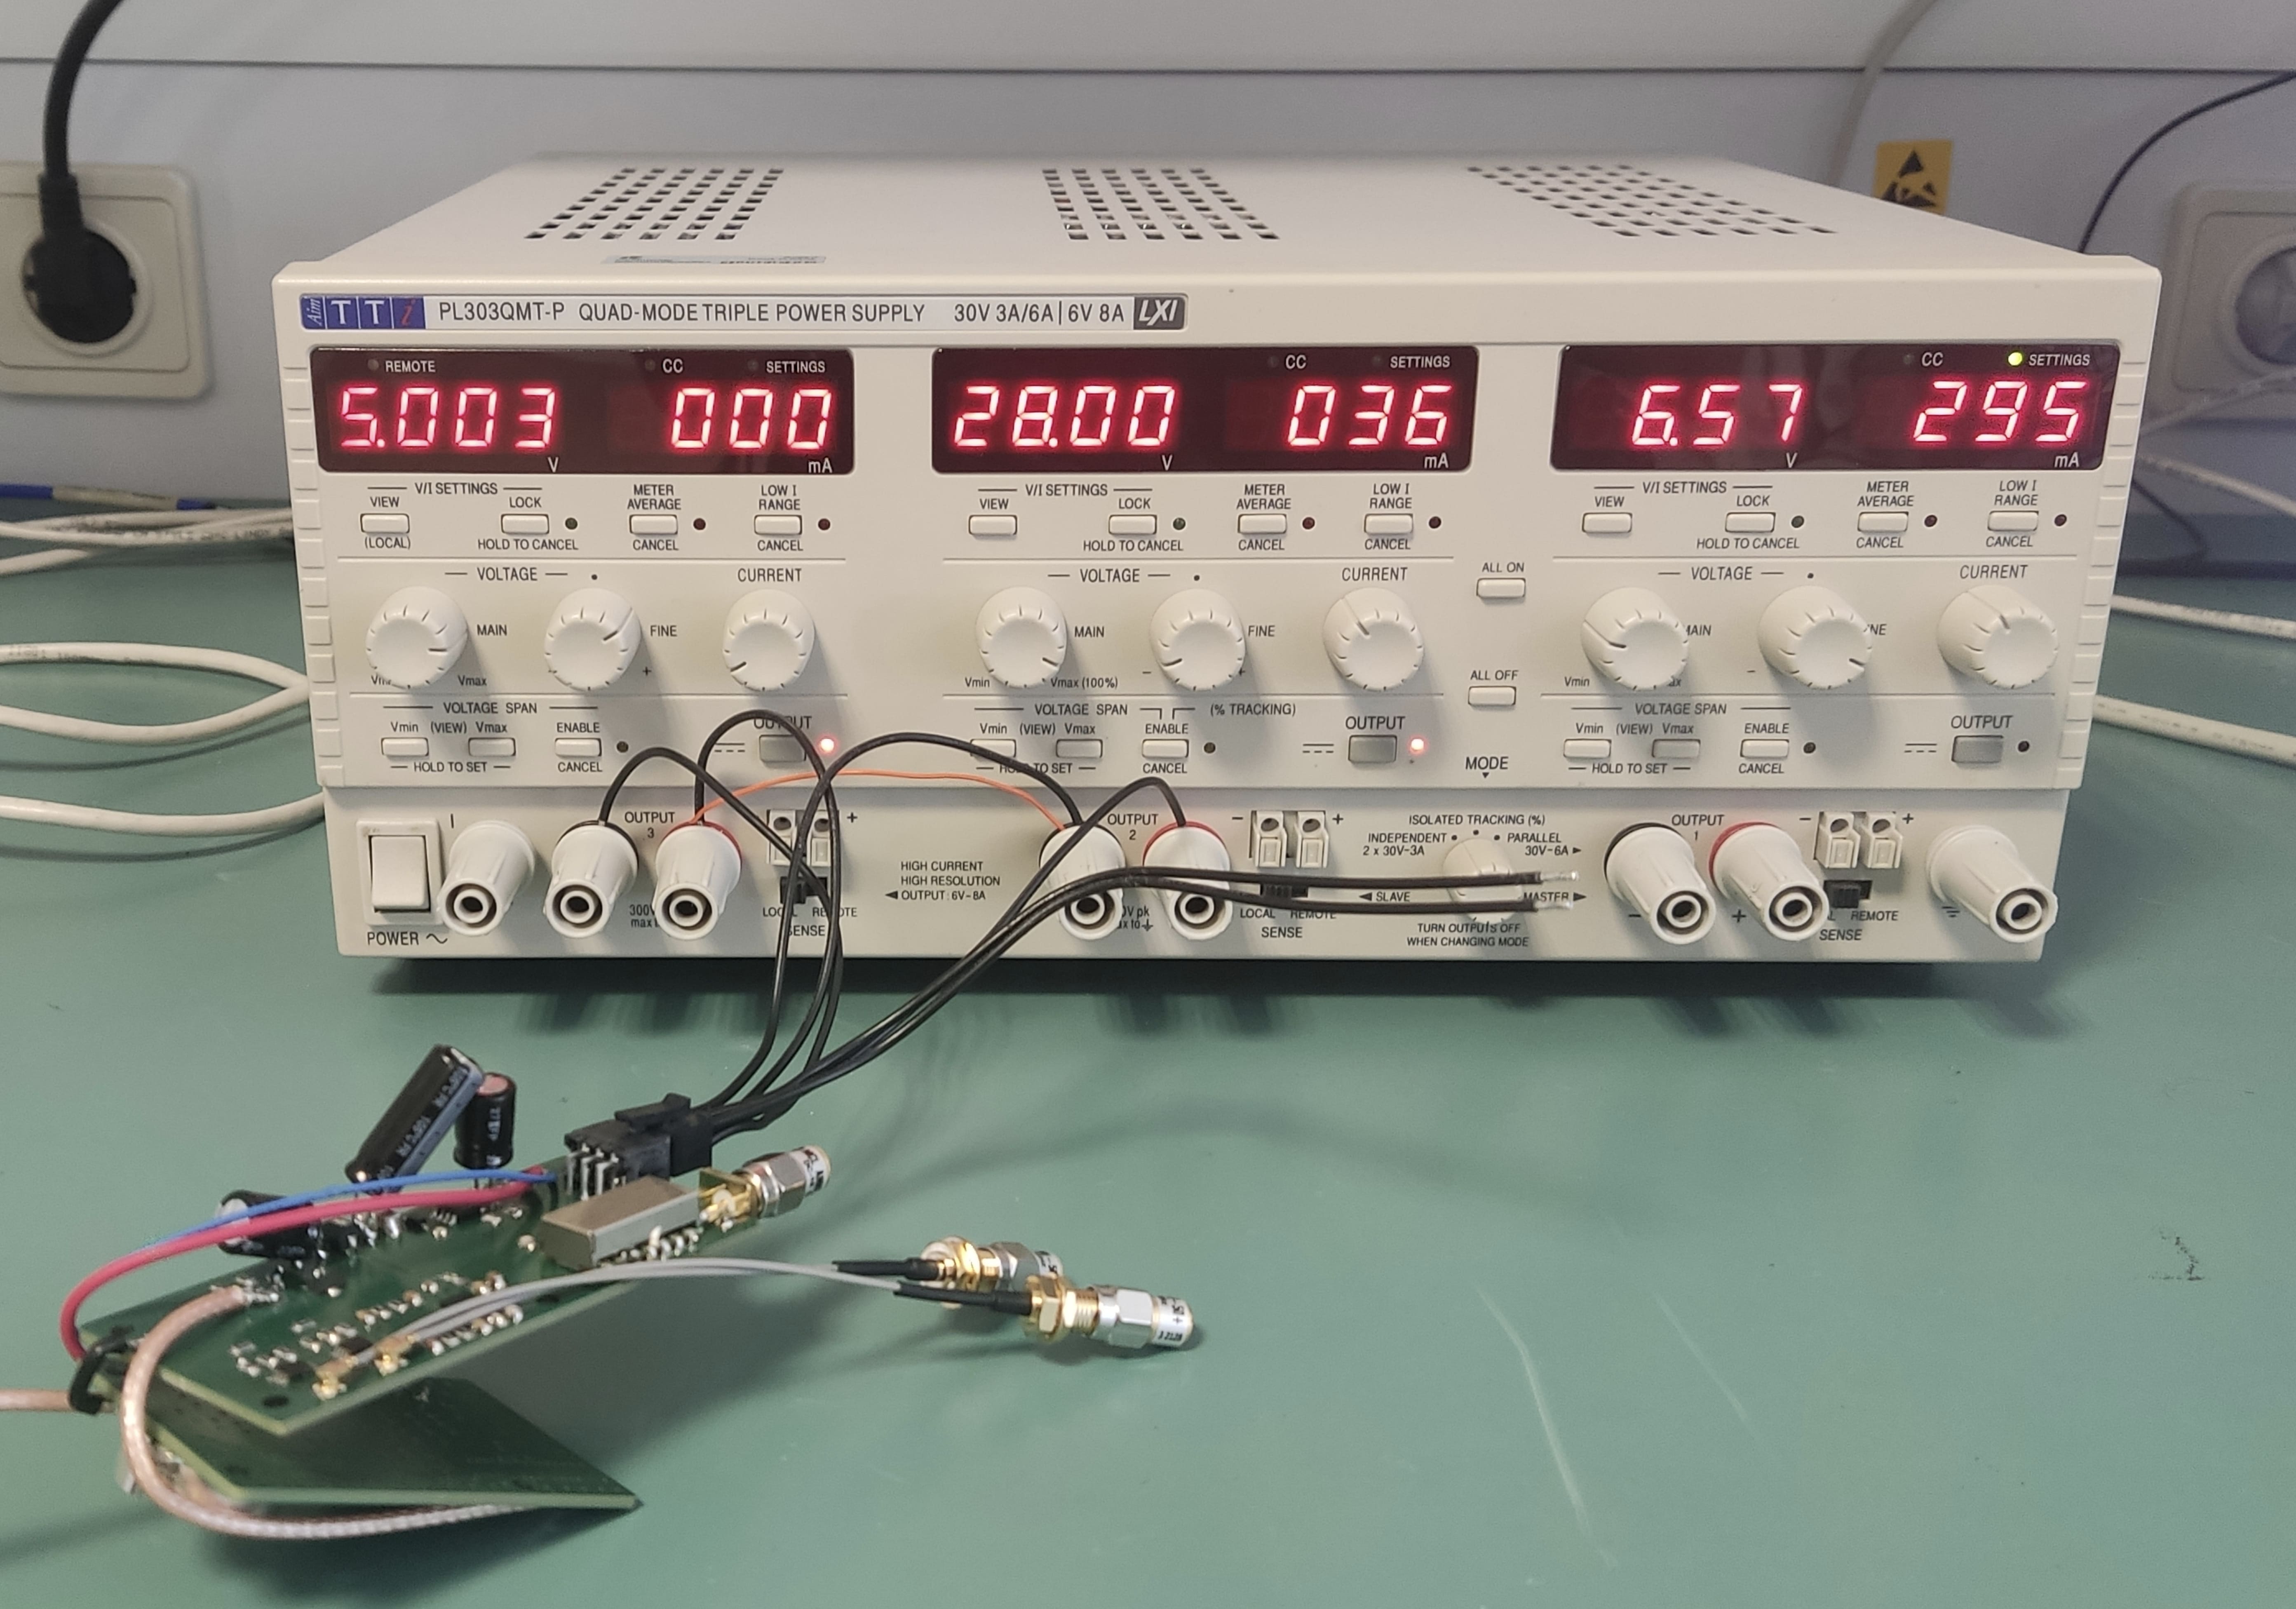 Aim TTi PL303QMT-P QUAD-MODE TRIPLE POWER SUPPLY 30V 3A/6A | 6V 8A LXI
REMOTE CC SETTINGS
5.003 V 000 mA
CC SETTINGS
28.00 V 036 mA
CC SETTINGS
6.57 V 295 mA
V/I SETTINGS
VIEW LOCK METER AVERAGE LOW I RANGE
(LOCAL) HOLD TO CANCEL CANCEL CANCEL
V/I SETTINGS
VIEW LOCK METER AVERAGE LOW I RANGE
HOLD TO CANCEL CANCEL CANCEL
V/I SETTINGS
VIEW LOCK METER AVERAGE LOW I RANGE
HOLD TO CANCEL CANCEL CANCEL
VOLTAGE CURRENT
MAIN FINE
Vmax +
VOLTAGE CURRENT
MAIN FINE
Vmin Vmax (100%) - +
ALL ON
ALL OFF
VOLTAGE CURRENT
Vmin -
VOLTAGE SPAN
Vmin (VIEW) Vmax ENABLE OUTPUT
HOLD TO SET CANCEL
VOLTAGE SPAN (% TRACKING)
Vmin (VIEW) Vmax ENABLE OUTPUT
HOLD TO SET CANCEL
MODE
VOLTAGE SPAN
Vmin (VIEW) Vmax ENABLE OUTPUT
HOLD TO SET CANCEL
I
POWER
OUTPUT
3
+
LOCAL REMOTE
SENSE
HIGH CURRENT
HIGH RESOLUTION
OUTPUT: 6V-8A
OUTPUT
2
- +
LOCAL REMOTE
SENSE
ISOLATED TRACKING (%)
INDEPENDENT PARALLEL
2 x 30V-3A 30V-6A
SLAVE MASTER
TURN OUTPUTS OFF
WHEN CHANGING MODE
OUTPUT
1
- +
- +
REMOTE
SENSE